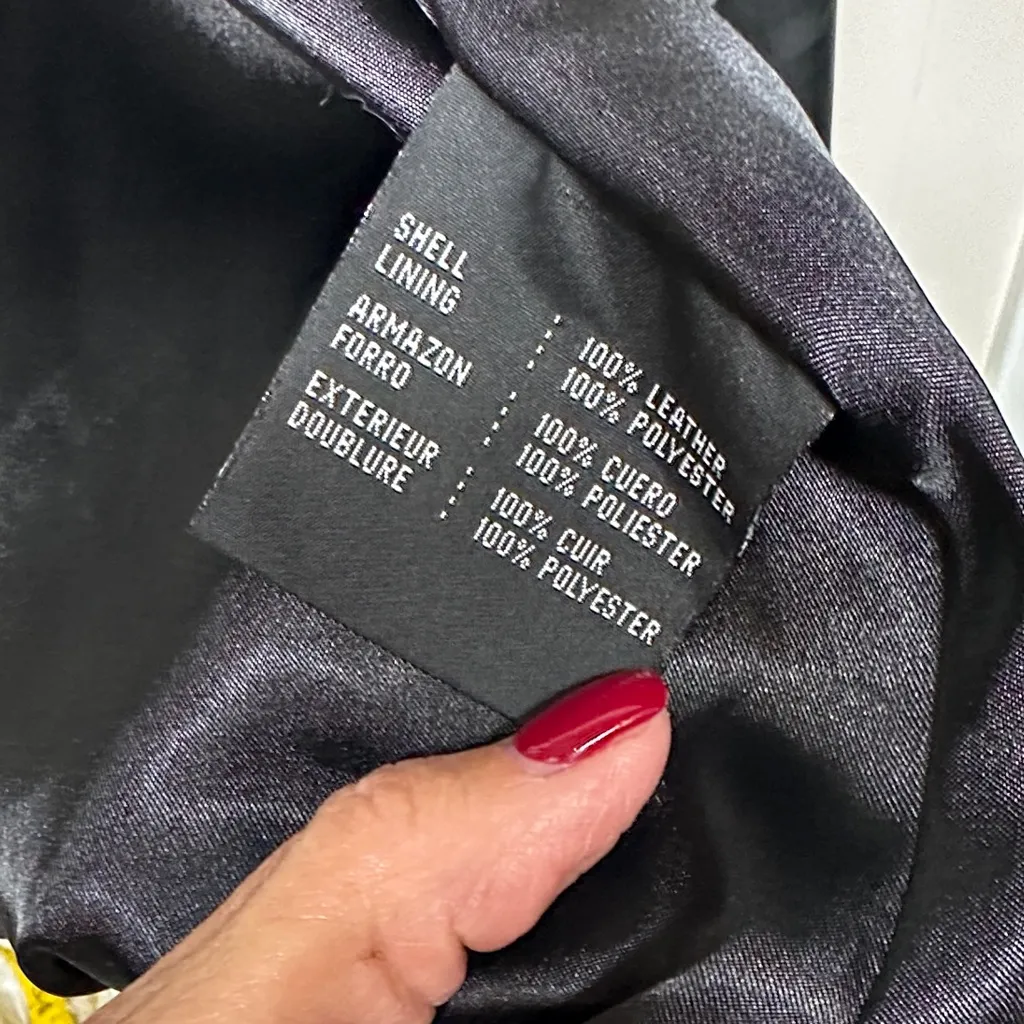 SHELL : 100% LEATHER
LINING : 100% POLYESTER
ARMAZON : 100% CUERO
FORRO : 100% POLIESTER
EXTERIEUR : 100% CUIR
DOUBLURE : 100% POLYESTER